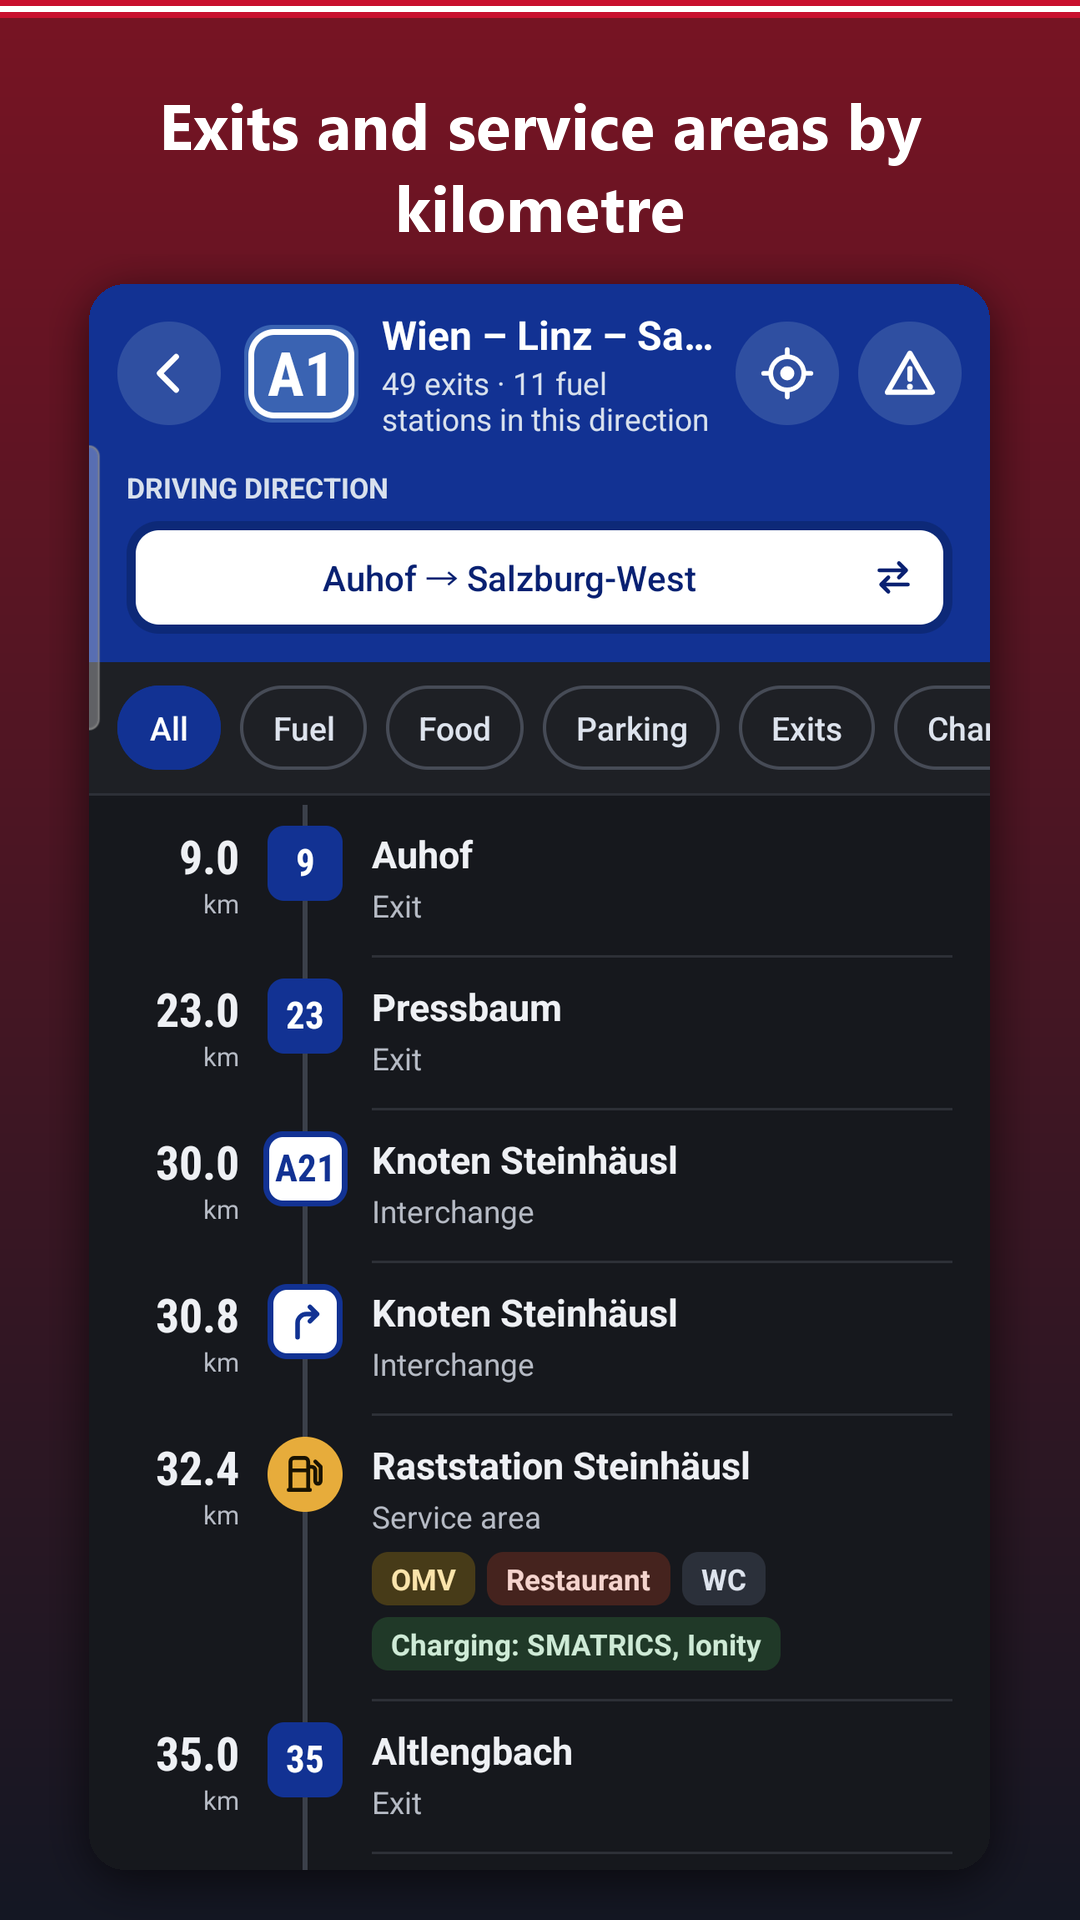 Exits and service areas by
kilometre
A1
Wien – Linz – Sa...
49 exits · 11 fuel
stations in this direction
DRIVING DIRECTION
Auhof → Salzburg-West
All
Fuel
Food
Parking
Exits
Char
9.0
km
9
Auhof
Exit
23.0
km
23
Pressbaum
Exit
30.0
km
A21
Knoten Steinhäusl
Interchange
30.8
km
Knoten Steinhäusl
Interchange
32.4
km
Raststation Steinhäusl
Service area
OMV
Restaurant
WC
Charging: SMATRICS, Ionity
35.0
km
35
Altlengbach
Exit